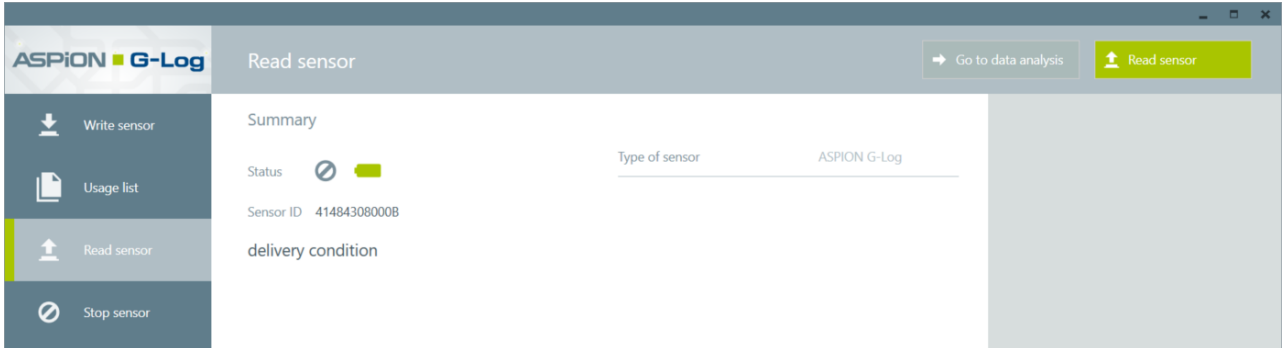 ASPiON G-Log
Read sensor
Go to data analysis
Read sensor
Write sensor
Usage list
Read sensor
Stop sensor
Summary
Status
Type of sensor ASPION G-Log
Sensor ID 41484308000B
delivery condition